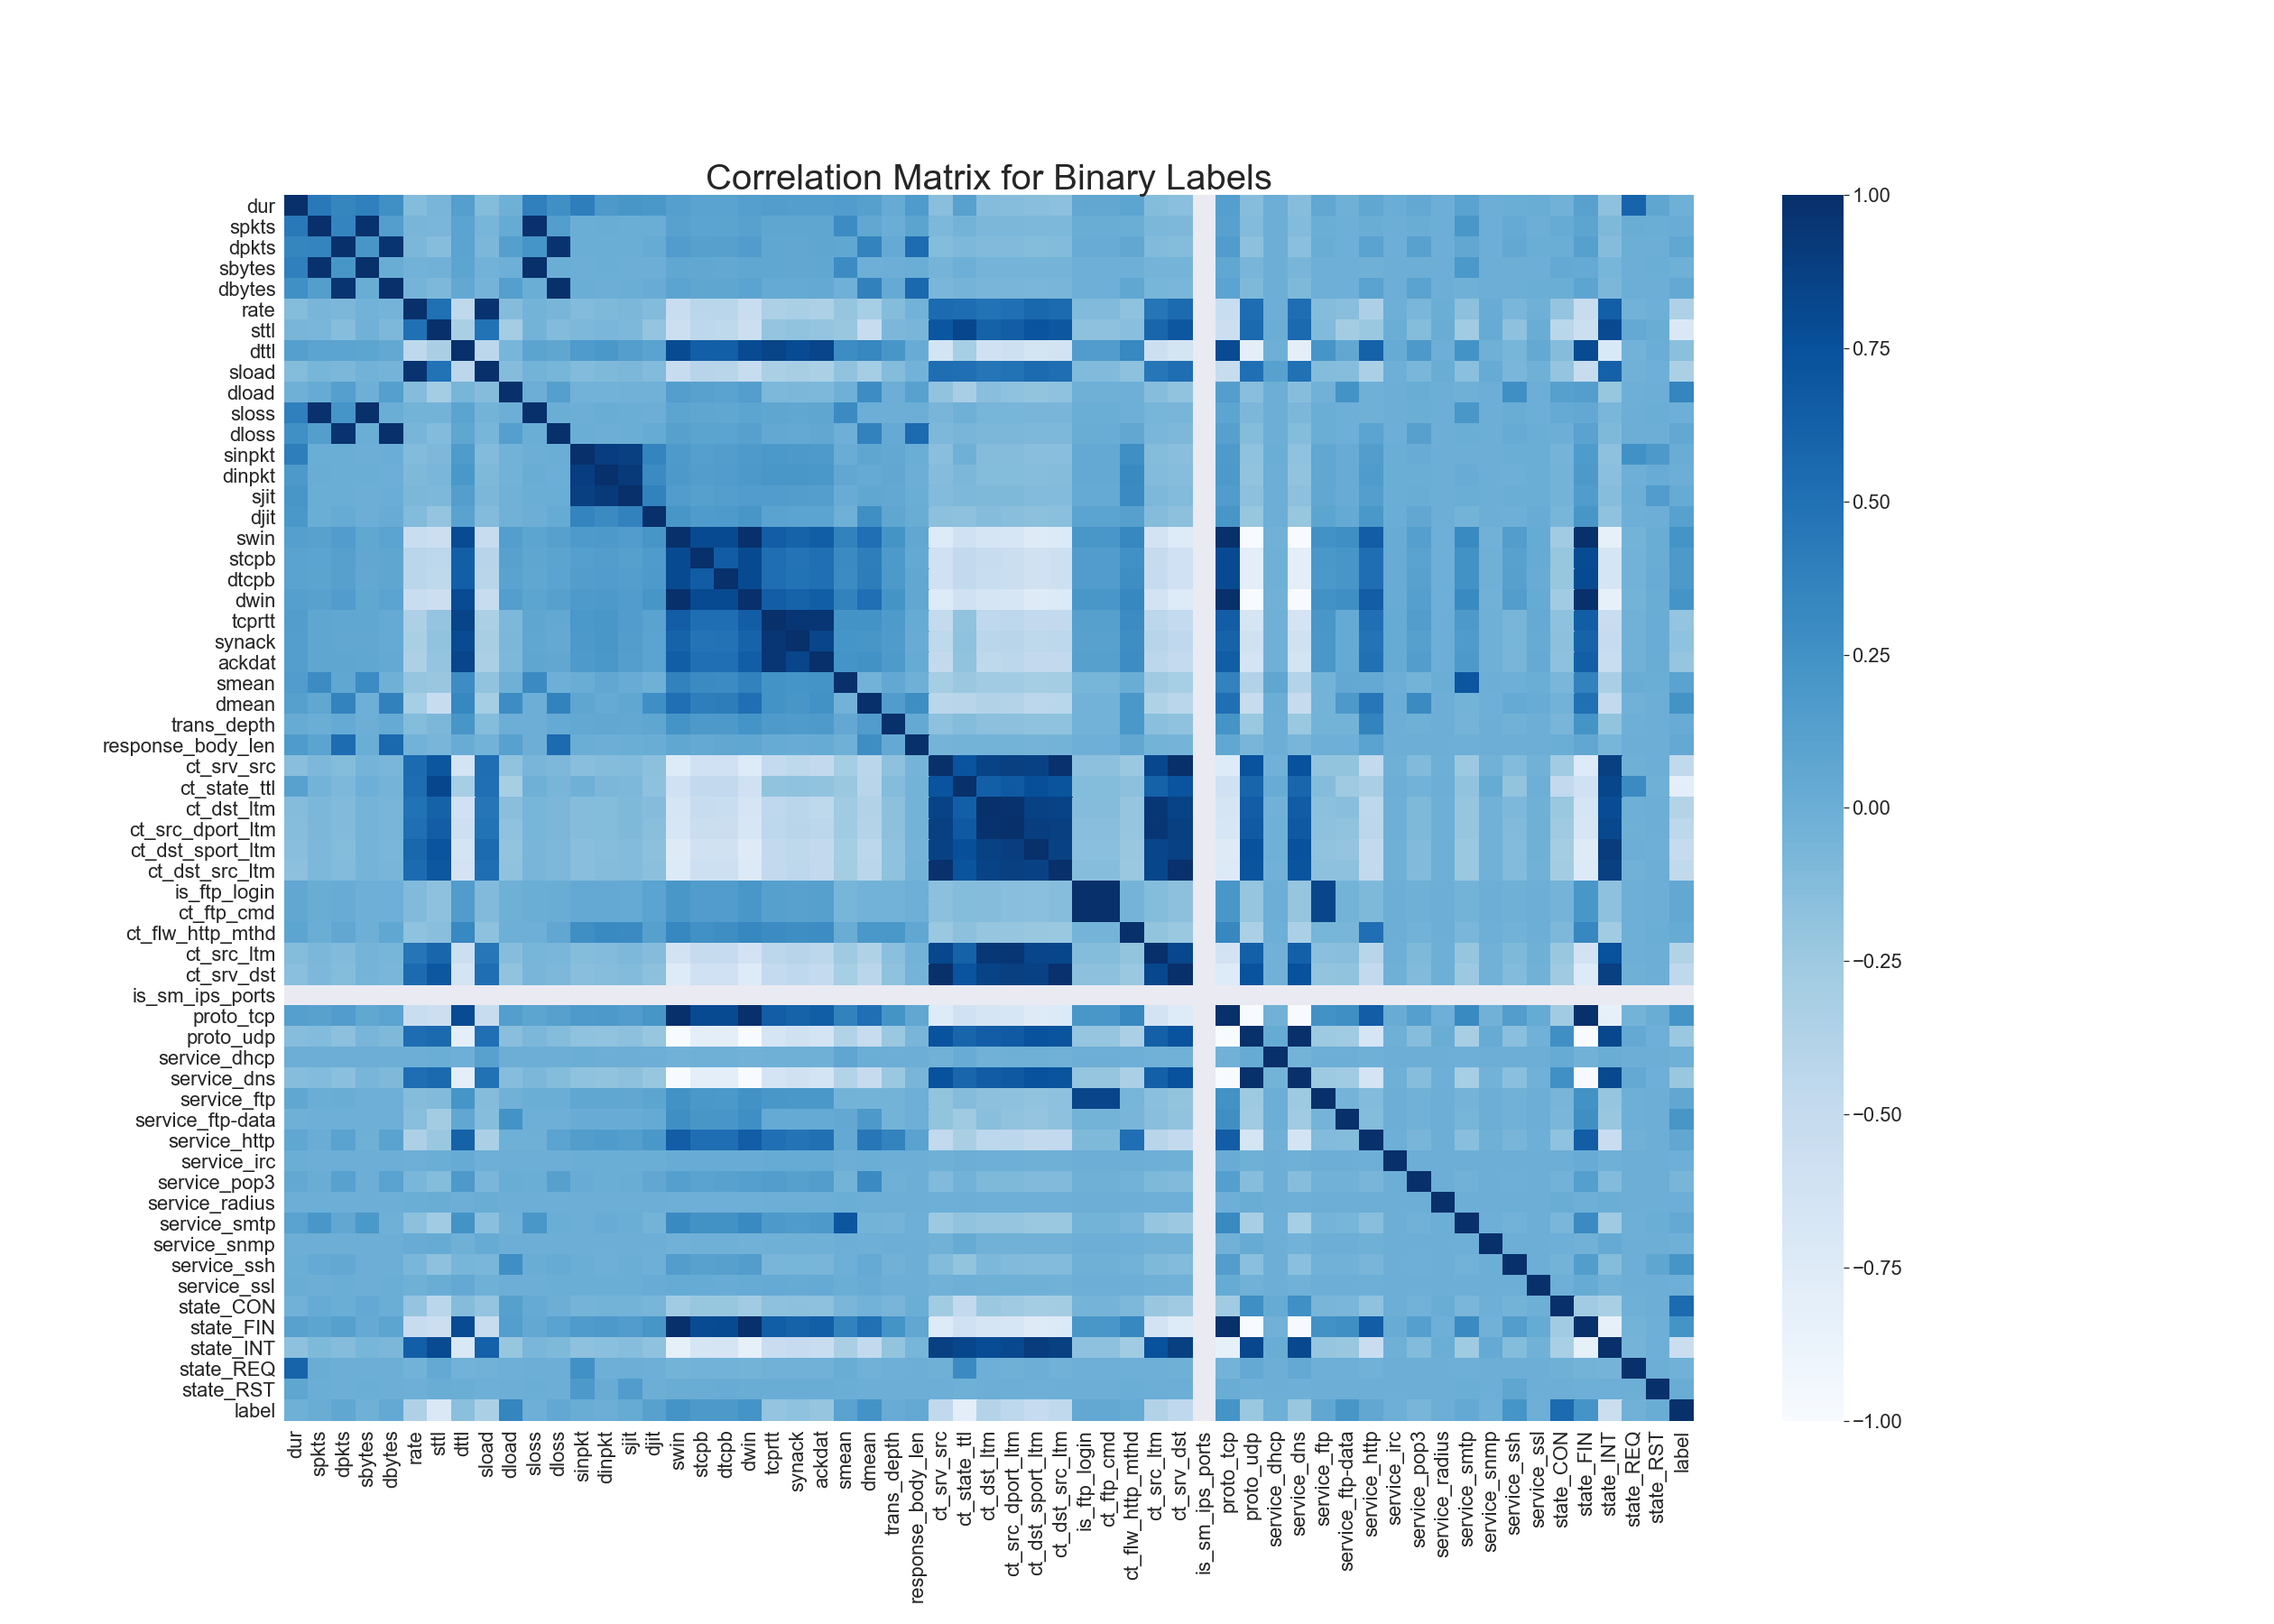 Correlation Matrix for Binary Labels
dur
spkts
dpkts
sbytes
dbytes
rate
sttl
dttl
sload
dload
sloss
dloss
sinpkt
dinpkt
sjit
djit
swin
stcpb
dtcpb
dwin
tcprtt
synack
ackdat
smean
dmean
trans_depth
response_body_len
ct_srv_src
ct_state_ttl
ct_dst_ltm
ct_src_dport_ltm
ct_dst_sport_ltm
ct_dst_src_ltm
is_ftp_login
ct_ftp_cmd
ct_flw_http_mthd
ct_src_ltm
ct_srv_dst
is_sm_ips_ports
proto_tcp
proto_udp
service_dhcp
service_dns
service_ftp
service_ftp-data
service_http
service_irc
service_pop3
service_radius
service_smtp
service_snmp
service_ssh
service_ssl
state_CON
state_FIN
state_INT
state_REQ
state_RST
label
dur
spkts
dpkts
sbytes
dbytes
rate
sttl
dttl
sload
dload
sloss
dloss
sinpkt
dinpkt
sjit
djit
swin
stcpb
dtcpb
dwin
tcprtt
synack
ackdat
smean
dmean
trans_depth
response_body_len
ct_srv_src
ct_state_ttl
ct_dst_ltm
ct_src_dport_ltm
ct_dst_sport_ltm
ct_dst_src_ltm
is_ftp_login
ct_ftp_cmd
ct_flw_http_mthd
ct_src_ltm
ct_srv_dst
is_sm_ips_ports
proto_tcp
proto_udp
service_dhcp
service_dns
service_ftp
service_ftp-data
service_http
service_irc
service_pop3
service_radius
service_smtp
service_snmp
service_ssh
service_ssl
state_CON
state_FIN
state_INT
state_REQ
state_RST
label
1.00
0.75
0.50
0.25
0.00
−0.25
−0.50
−0.75
−1.00